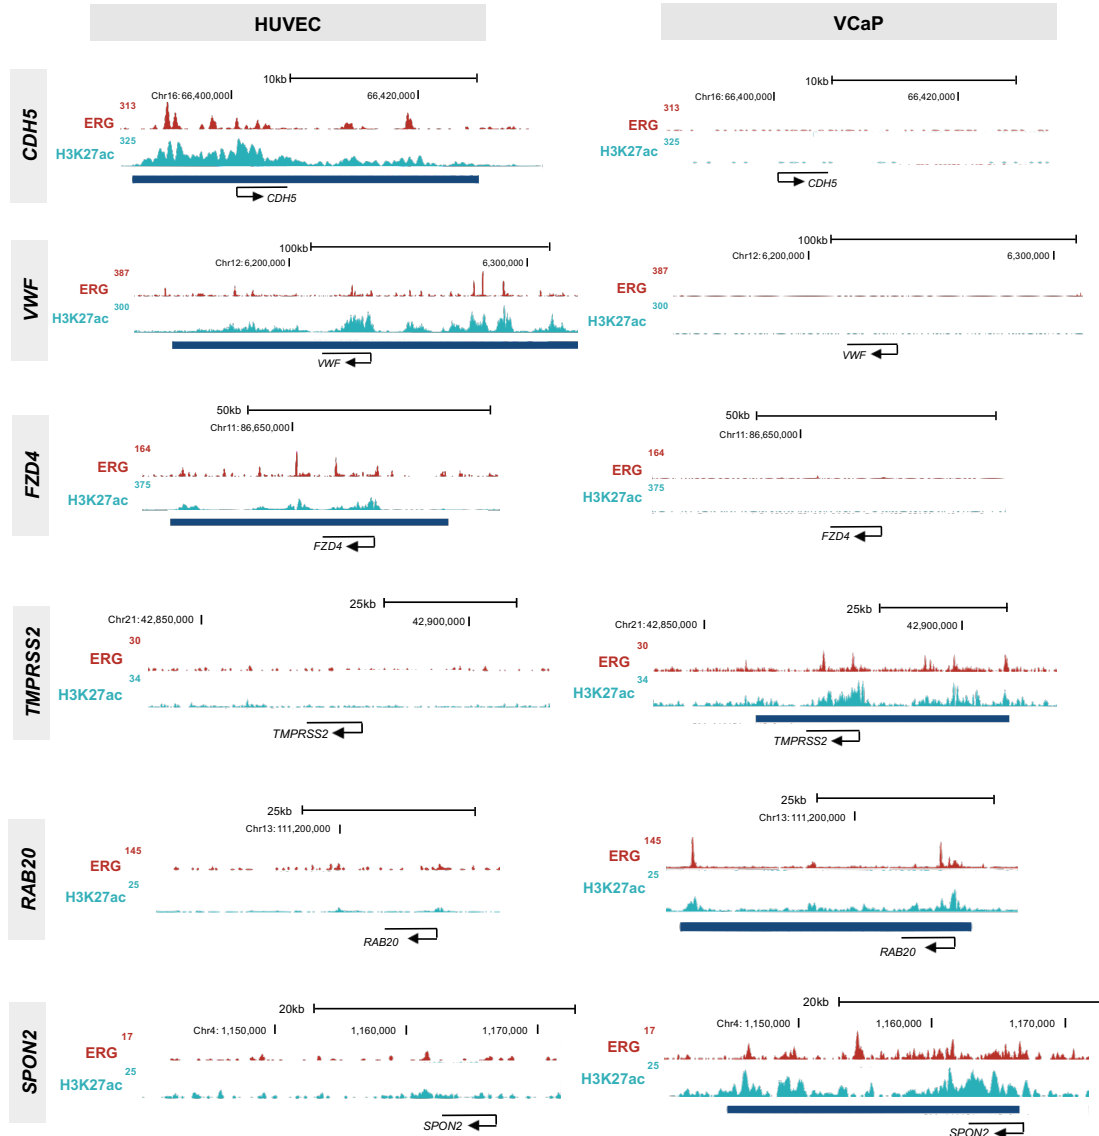 HUVEC
VCaP
CDH5
10kb
Chr16: 66,400,000 66,420,000
313
ERG
325
H3K27ac
CDH5
10kb
Chr16: 66,400,000 66,420,000
313
ERG
325
H3K27ac
CDH5
VWF
100kb
Chr12: 6,200,000 6,300,000
387
ERG
300
H3K27ac
VWF
100kb
Chr12: 6,200,000 6,300,000
387
ERG
300
H3K27ac
VWF
FZD4
50kb
Chr11: 86,650,000
164
ERG
375
H3K27ac
FZD4
50kb
Chr11: 86,650,000
164
ERG
375
H3K27ac
FZD4
TMPRSS2
25kb
Chr21: 42,850,000 42,900,000
30
ERG
34
H3K27ac
TMPRSS2
25kb
Chr21: 42,850,000 42,900,000
30
ERG
34
H3K27ac
TMPRSS2
RAB20
25kb
Chr13: 111,200,000
145
ERG
25
H3K27ac
RAB20
25kb
Chr13: 111,200,000
145
ERG
25
H3K27ac
RAB20
SPON2
20kb
Chr4: 1,150,000 1,160,000 1,170,000
17
ERG
25
H3K27ac
SPON2
20kb
Chr4: 1,150,000 1,160,000 1,170,000
17
ERG
25
H3K27ac
SPON2